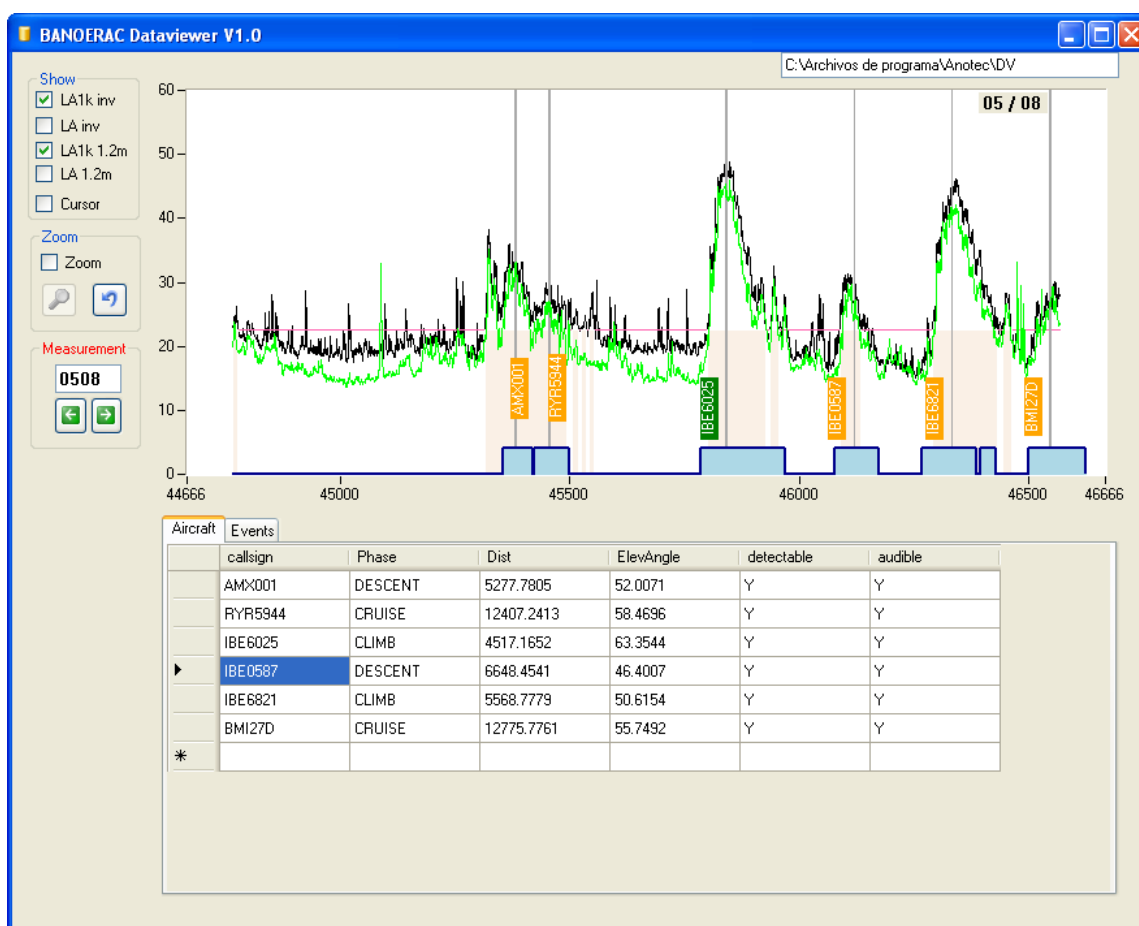 BANOERAC Dataviewer V1.0
C:\Archivos de programa\Anotec\DV
Show
LA1k inv
LA inv
LA1k 1.2m
LA 1.2m
Cursor
Zoom
Zoom
Measurement
0508
05 / 08
60
50
40
30
20
10
0
AMX001
RYR5944
IBE6025
IBE0587
IBE6821
BMI27D
44666 45000 45500 46000 46500 46666
Aircraft Events
callsign Phase Dist ElevAngle detectable audible
AMX001 DESCENT 5277.7805 52.0071 Y Y
RYR5944 CRUISE 12407.2413 58.4696 Y Y
IBE6025 CLIMB 4517.1652 63.3544 Y Y
IBE0587 DESCENT 6648.4541 46.4007 Y Y
IBE6821 CLIMB 5568.7779 50.6154 Y Y
BMI27D CRUISE 12775.7761 55.7492 Y Y